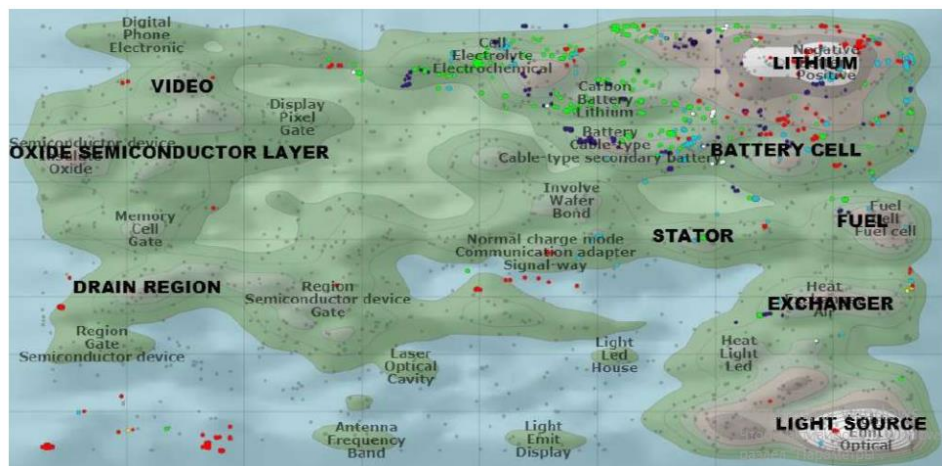 Digital
Phone
Electronic
VIDEO
Display
Pixel
Gate
Cell
Electrolyte
Electrochemical
Carbon
Battery
Lithium
Negative
LITHIUM
Positive
Semiconductor device
OXIDE SEMICONDUCTOR LAYER
Oxide
Battery
Cable-type
Cable-type secondary battery
BATTERY CELL
Memory
Cell
Gate
Involve
Wafer
Bond
Normal charge mode
Communication adapter
Signal-way
STATOR
Fuel
FUEL
Fuel cell
DRAIN REGION
Region
Semiconductor device
Gate
Heat
EXCHANGER
Air
Region
Gate
Semiconductor device
Laser
Optical
Cavity
Light
Led
House
Heat
Light
Led
Antenna
Frequency
Band
Light
Emit
Display
LIGHT SOURCE
Emit
Optical